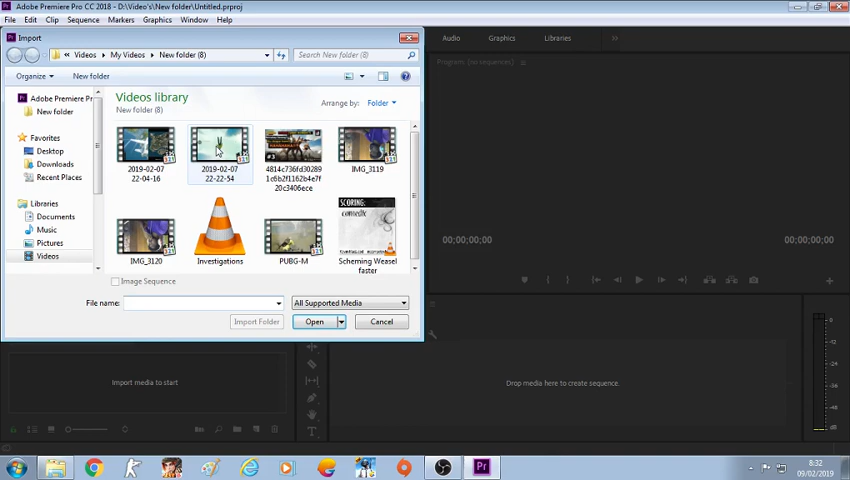 Adobe Premiere Pro CC 2018 - D:\Video's\New folder\Untitled.prproj
File Edit Clip Sequence Markers Graphics Window Help
Import
Audio Graphics Libraries
« Videos ▸ My Videos ▸ New folder (8)
Search New folder (8)
Program: (no sequences)
Organize New folder
Adobe Premiere Pr
New folder
Favorites
Desktop
Downloads
Recent Places
Libraries
Documents
Music
Pictures
Videos
Videos library
New folder (8)
Arrange by: Folder
2019-02-07
22-04-16
2019-02-07
22-22-54
4814c736fd30289
1c6b2f1162b4e7f
20c3406ece
IMG_3119
IMG_3120
Investigations
PUBG-M
SCORING:
Scheming Weasel
faster
00;00;00;00
00;00;00;00
Image Sequence
File name:
All Supported Media
Import Folder
Open
Cancel
Import media to start
Drop media here to create sequence.
0
-12
-24
-36
-48
8:32
09/02/2019